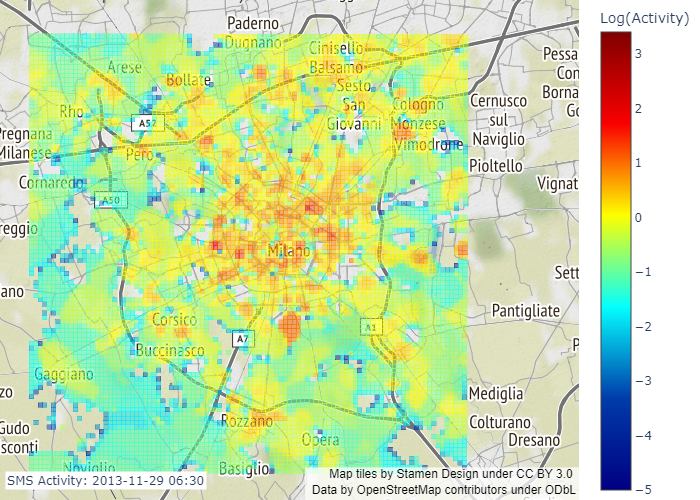 Log(Activity)
Paderno
Dugnano
Cinisello
Balsamo
Arese
Bollate
Sesto
San
Giovanni
Rho
A52
Pero
Cologno
Monzese
Vimodrone
Pessa
Con
Borna
Go
Cernusco
sul
Naviglio
Pioltello
Vignat
Pregnana
Milanese
Cornaredo
A50
reggio
Milano
Sett
ano
Pantigliate
Corsico
A7
A1
Buccinasco
P
Gaggiano
zo
Mediglia
Rozzano
Colturano
Dresano
Gudo
sconti
Opera
Noviglio
Basiglio
3
2
1
0
−1
−2
−3
−4
−5
SMS Activity: 2013-11-29 06:30
Map tiles by Stamen Design under CC BY 3.0
Data by OpenStreetMap contributors under ODbL